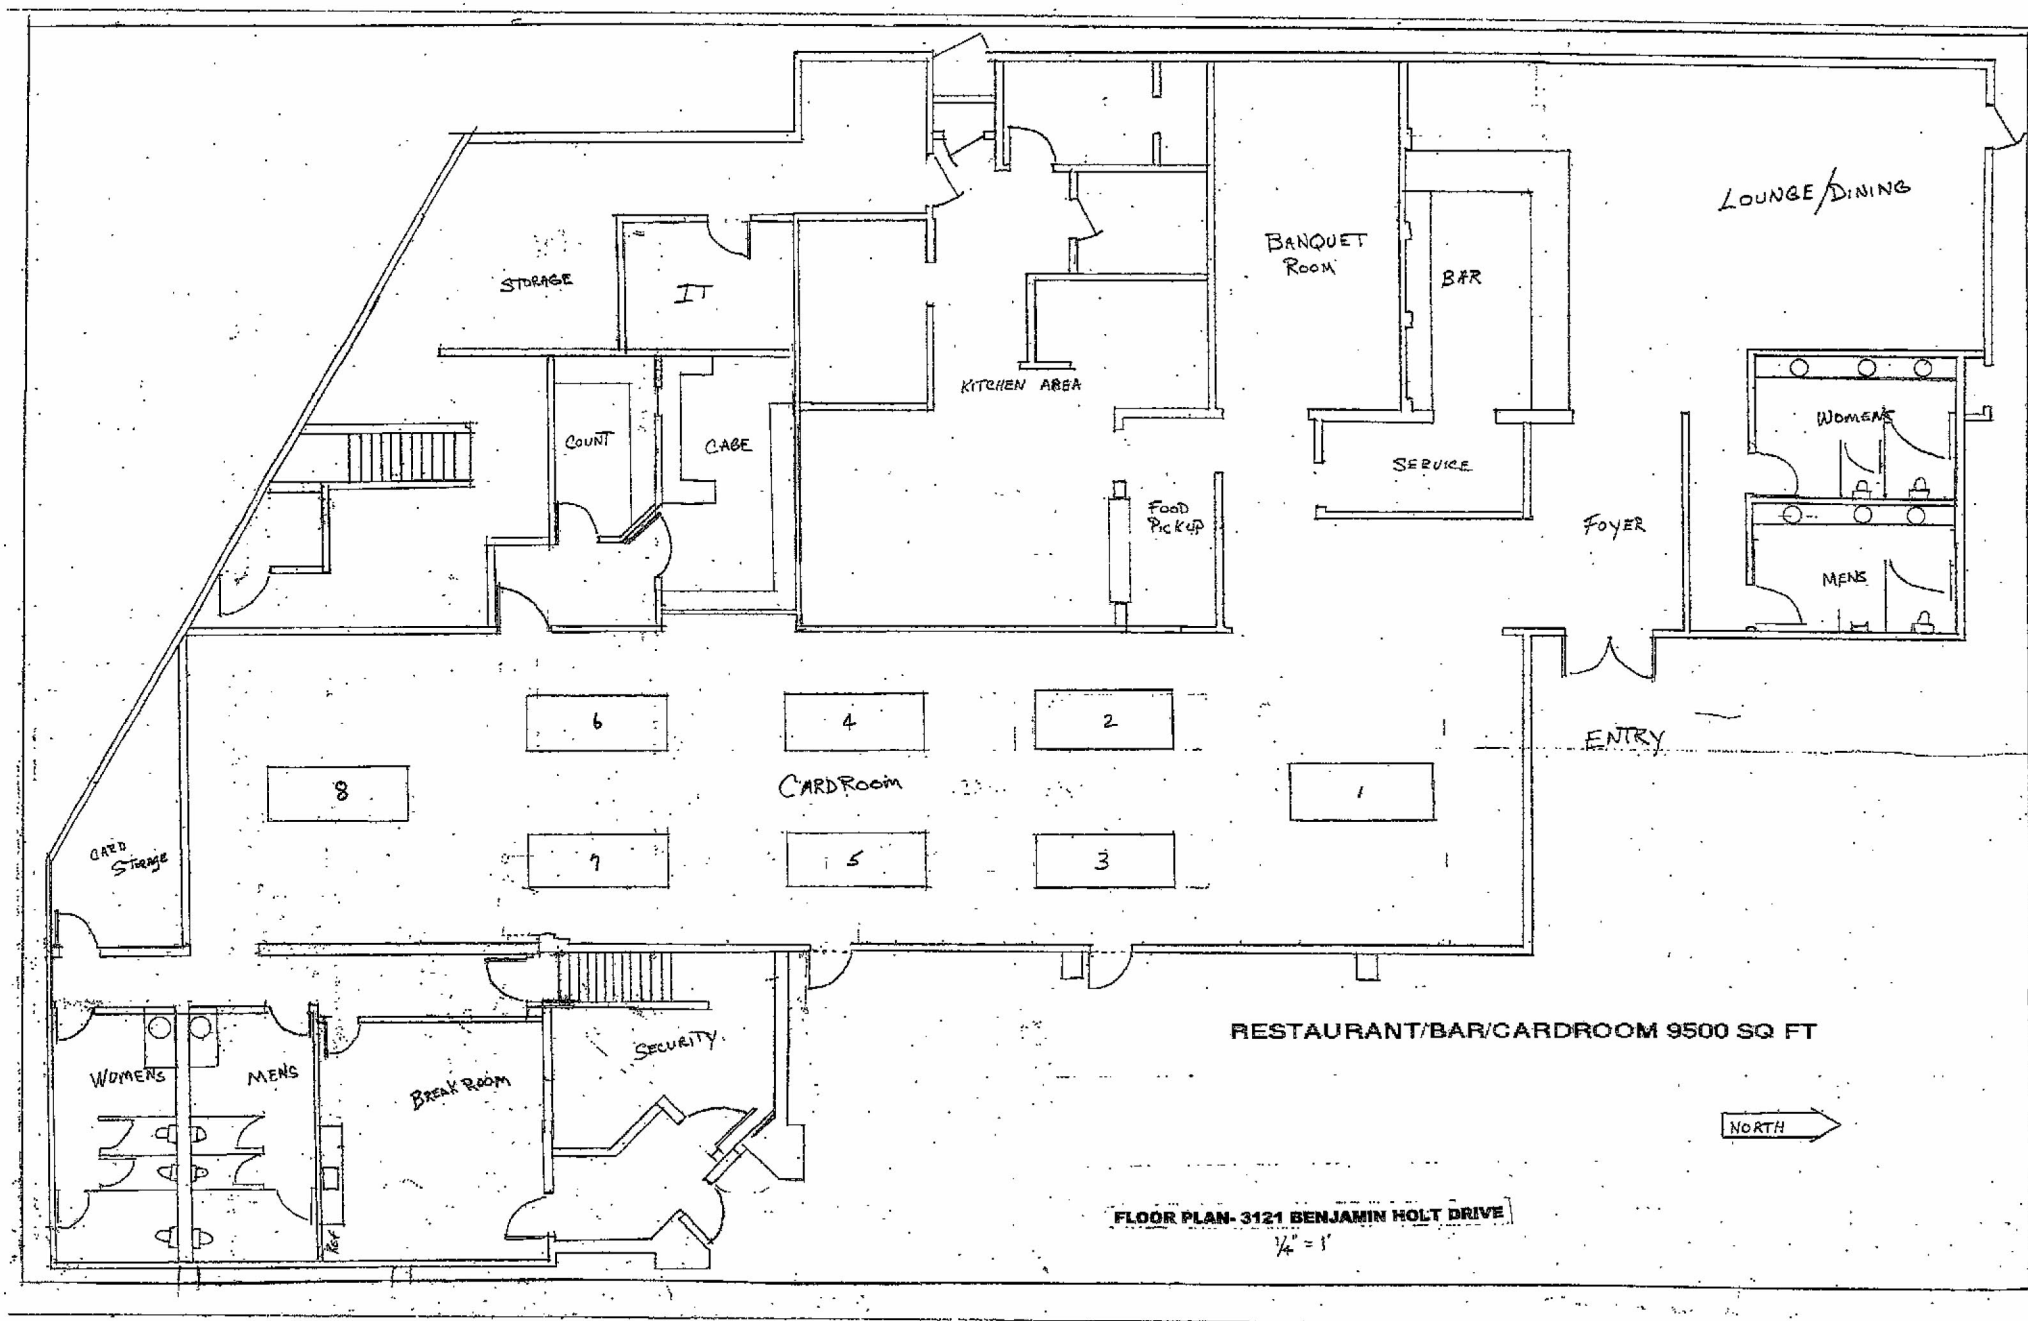 LOUNGE/DINING
BANQUET
ROOM
BAR
STORAGE
IT
KITCHEN AREA
WOMENS
COUNT
CAGE
SERVICE
FOOD
PICKUP
FOYER
MENS
6
4
2
ENTRY
CARDROOM
8
1
7
5
3
CARD
STORAGE
RESTAURANT/BAR/CARDROOM 9500 SQ FT
SECURITY
WOMENS
MENS
BREAK ROOM
NORTH
FLOOR PLAN- 3121 BENJAMIN HOLT DRIVE
1/4" = 1'
REF